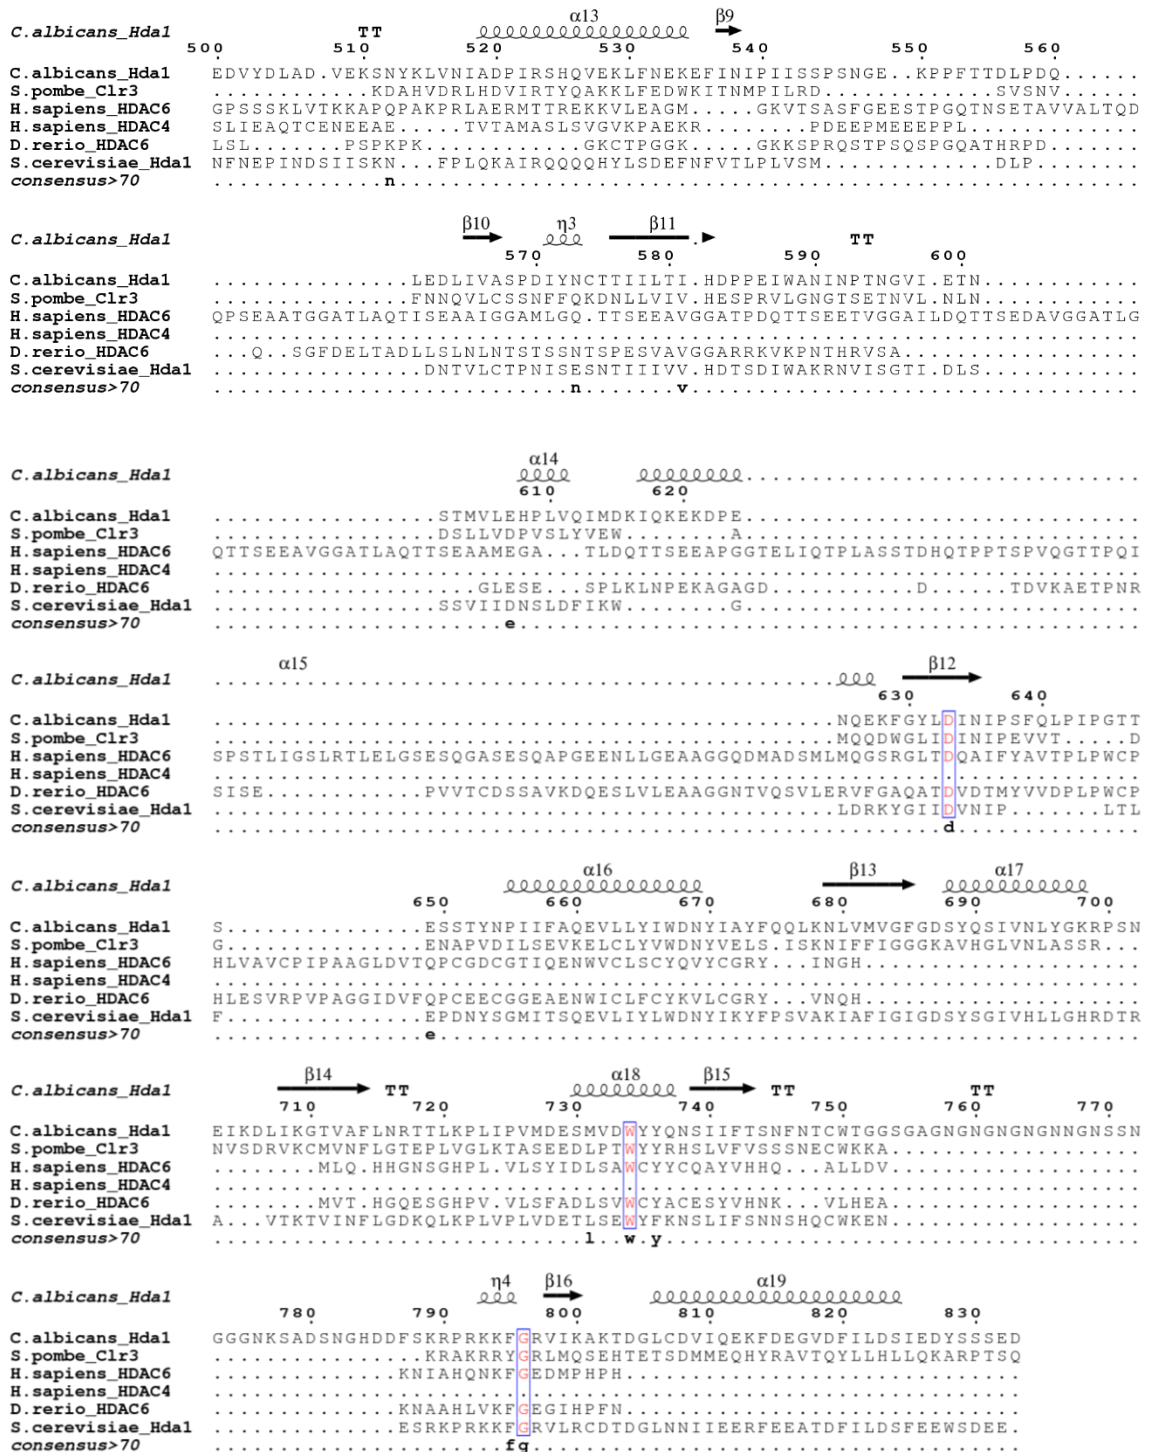 C.albicans_Hda1 TT α13 β9
500 510 520 530 540 550 560
C.albicans_Hda1 EDVYDLAD.VEKSNYKLVNIADPIRSHQVEKLFNEKEFINIPIISSPSNGE..KPPFTTDLPDQ......
S.pombe_Clr3 ............KDAHVDRLHDVIRTYQAKKLFEDWKITNMPILRD.............SVSNV......
H.sapiens_HDAC6 GPSSSKLVTKKAPQPAKPRLAERMTTREKKVLEAGM.....GKVTSASFGEESTPGQTNSETAVVALTQD
H.sapiens_HDAC4 SLIEAQTCENEEAE.....TVTAMASLSVGVKPAEKR........PDEEPMEEEPPL.............
D.rerio_HDAC6 LSL.......PSPKPK............GKCTPGGK.....GKKSPRQSTPSQSPGQATHRPD.......
S.cerevisiae_Hda1 NFNEPINDSIISKN...FPLQKAIRQQQQHYLSDEFNFVTLPLVSM.............DLP........
consensus>70 .............n........................................................
C.albicans_Hda1 β10 η3 β11 . TT
570 580 590 600
C.albicans_Hda1 ...............LEDLIVASPDIYNCTTIILTI.HDPPEIWANINPTNGVI.ETN............
S.pombe_Clr3 ...............FNNQVLCSSNFFQKDNLLVIV.HESPRVLGNGTSETNVL.NLN............
H.sapiens_HDAC6 QPSEAATGGATLAQTISEAAIGGAMLGQ.TTSEEAVGGATPDQTTSEETVGGAILDQTTSEDAVGGATLG
H.sapiens_HDAC4 ......................................................................
D.rerio_HDAC6 ...Q..SGFDELTADLLSLNLNTSTSSNTSPESVAVGGARRKVKPNTHRVSA..................
S.cerevisiae_Hda1 ................DNTVLCTPNISESNTIIIVV.HDTSDIWAKRNVISGTI.DLS............
consensus>70 ...........................n.......v..................................
C.albicans_Hda1 α14 ..............................
610 620
C.albicans_Hda1 .................STMVLEHPLVQIMDKIQKEKDPE..............................
S.pombe_Clr3 .................DSLLVDPVSLYVEW........A..............................
H.sapiens_HDAC6 QTTSEEAVGGATLAQTTSEAAMEGA...TLDQTTSEEAPGGTELIQTPLASSTDHQTPPTSPVQGTTPQI
H.sapiens_HDAC4 ......................................................................
D.rerio_HDAC6 ....................GLESE...SPLKLNPEKAGAGD...........D......TDVKAETPNR
S.cerevisiae_Hda1 .................SSVIIDNSLDFIKW........G..............................
consensus>70 ......................e...............................................
C.albicans_Hda1 α15 ............................................... β12
630 640
C.albicans_Hda1 ...............................................NQEKFGYLDINIPSFQLPIPGTT
S.pombe_Clr3 ...............................................MQQDWGLIDINIPEVVT.....D
H.sapiens_HDAC6 SPSTLIGSLRTLELGSESQGASESQAPGEENLLGEAAGGQDMADSMLMQGSRGLTDQAIFYAVTPLPWCP
H.sapiens_HDAC4 ......................................................................
D.rerio_HDAC6 SISE............PVVTCDSSAVKDQESLVLEAAGGNTVQSVLERVFGAQATDVDTMYVVDPLPWCP
S.cerevisiae_Hda1 ...............................................LDRKYGIIDVNIP.......LTL
consensus>70 .......................................................d..............
C.albicans_Hda1 α16 β13 α17
650 660 670 680 690 700
C.albicans_Hda1 S...............ESSTYNPIIFAQEVLLYIWDNYIAYFQQLKNLVMVGFGDSYQSIVNLYGKRPSN
S.pombe_Clr3 G...............ENAPVDILSEVKELCLYVWDNYVELS.ISKNIFFIGGGKAVHGLVNLASSR...
H.sapiens_HDAC6 HLVAVCPIPAAGLDVTQPCGDCGTIQENWVCLSCYQVYCGRY...INGH.....................
H.sapiens_HDAC4 ......................................................................
D.rerio_HDAC6 HLESVRPVPAGGIDVFQPCEECGGEAENWICLFCYKVLCGRY...VNQH.....................
S.cerevisiae_Hda1 F...............EPDNYSGMITSQEVLIYLWDNYIKYFPSVAKIAFIGIGDSYSGIVHLLGHRDTR
consensus>70 ................e.....................................................
C.albicans_Hda1 β14 TT α18 β15 TT TT
710 720 730 740 750 760 770
C.albicans_Hda1 EIKDLIKGTVAFLNRTTLKPLIPVMDESMVDWYYQNSIIFTSNFNTCWTGGSGAGNGNGNGNGNNGNSSN
S.pombe_Clr3 NVSDRVKCMVNFLGTEPLVGLKTASEEDLPTWYYRHSLVFVSSSNECWKKA...................
H.sapiens_HDAC6 ........MLQ.HHGNSGHPL.VLSYIDLSAWCYYCQAYVHHQ...ALLDV...................
H.sapiens_HDAC4 ......................................................................
D.rerio_HDAC6 ........MVT.HGQESGHPV.VLSFADLSVWCYACESYVHNK...VLHEA...................
S.cerevisiae_Hda1 A...VTKTVINFLGDKQLKPLVPLVDETLSEWYFKNSLIFSNNSHQCWKEN...................
consensus>70 ............................l..w.y....................................
C.albicans_Hda1 η4 β16 α19
780 790 800 810 820 830
C.albicans_Hda1 GGGNKSADSNGHDDFSKRPRKKFGRVIKAKTDGLCDVIQEKFDEGVDFILDSIEDYSSSED
S.pombe_Clr3 ................KRAKRRYGRLMQSEHTETSDMMEQHYRAVTQYLLHLLQKARPTSQ
H.sapiens_HDAC6 ..............KNIAHQNKFGEDMPHPH..............................
H.sapiens_HDAC4 .............................................................
D.rerio_HDAC6 ..............KNAAHLVKFGEGIHPFN..............................
S.cerevisiae_Hda1 ..............ESRKPRKKFGRVLRCDTDGLNNIIEERFEEATDFILDSFEEWSDEE.
consensus>70 ......................fg.....................................